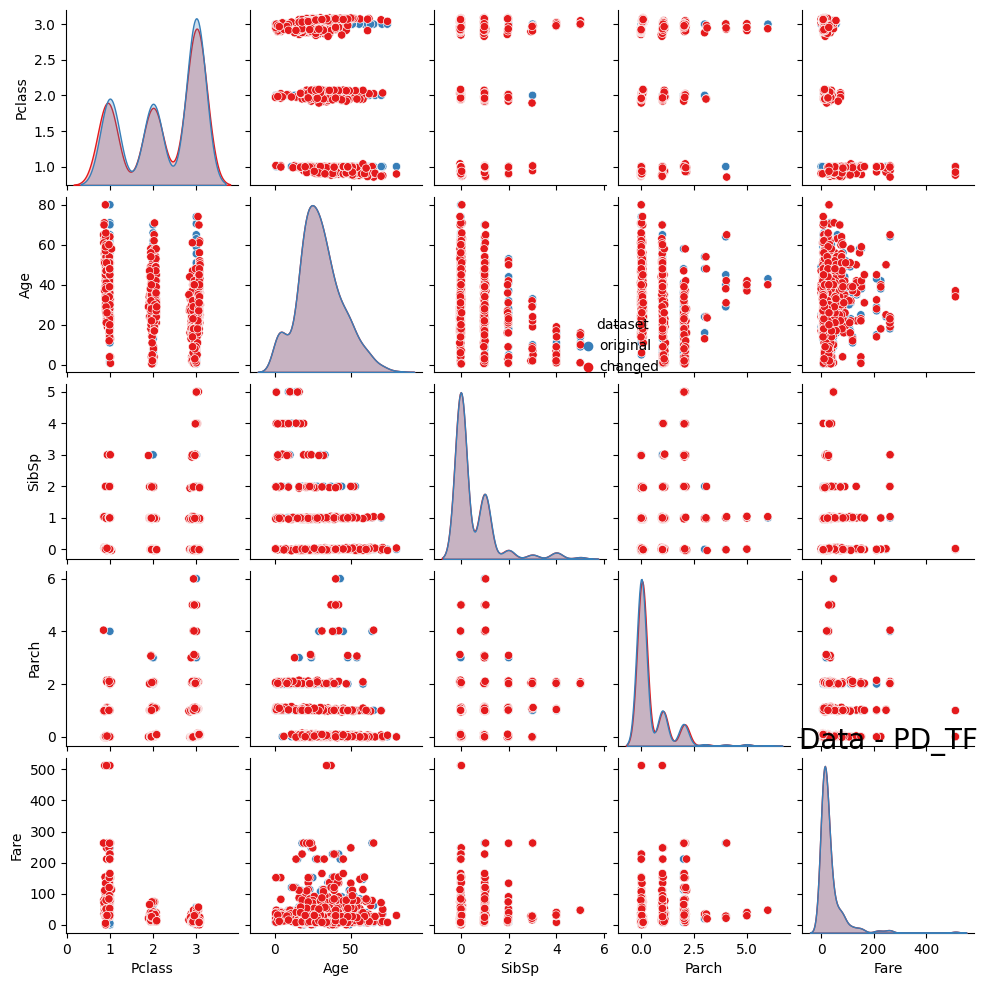 3.0
2.5
2.0
1.5
1.0
Pclass
80
60
40
20
0
Age
dataset
original
changed
5
4
3
2
1
0
SibSp
6
4
2
0
Parch
Data - PD_TF
500
400
300
200
100
0
Fare
0 1 2 3
0 50
0 2 4 6
0.0 2.5 5.0
0 200 400
Pclass Age SibSp Parch Fare